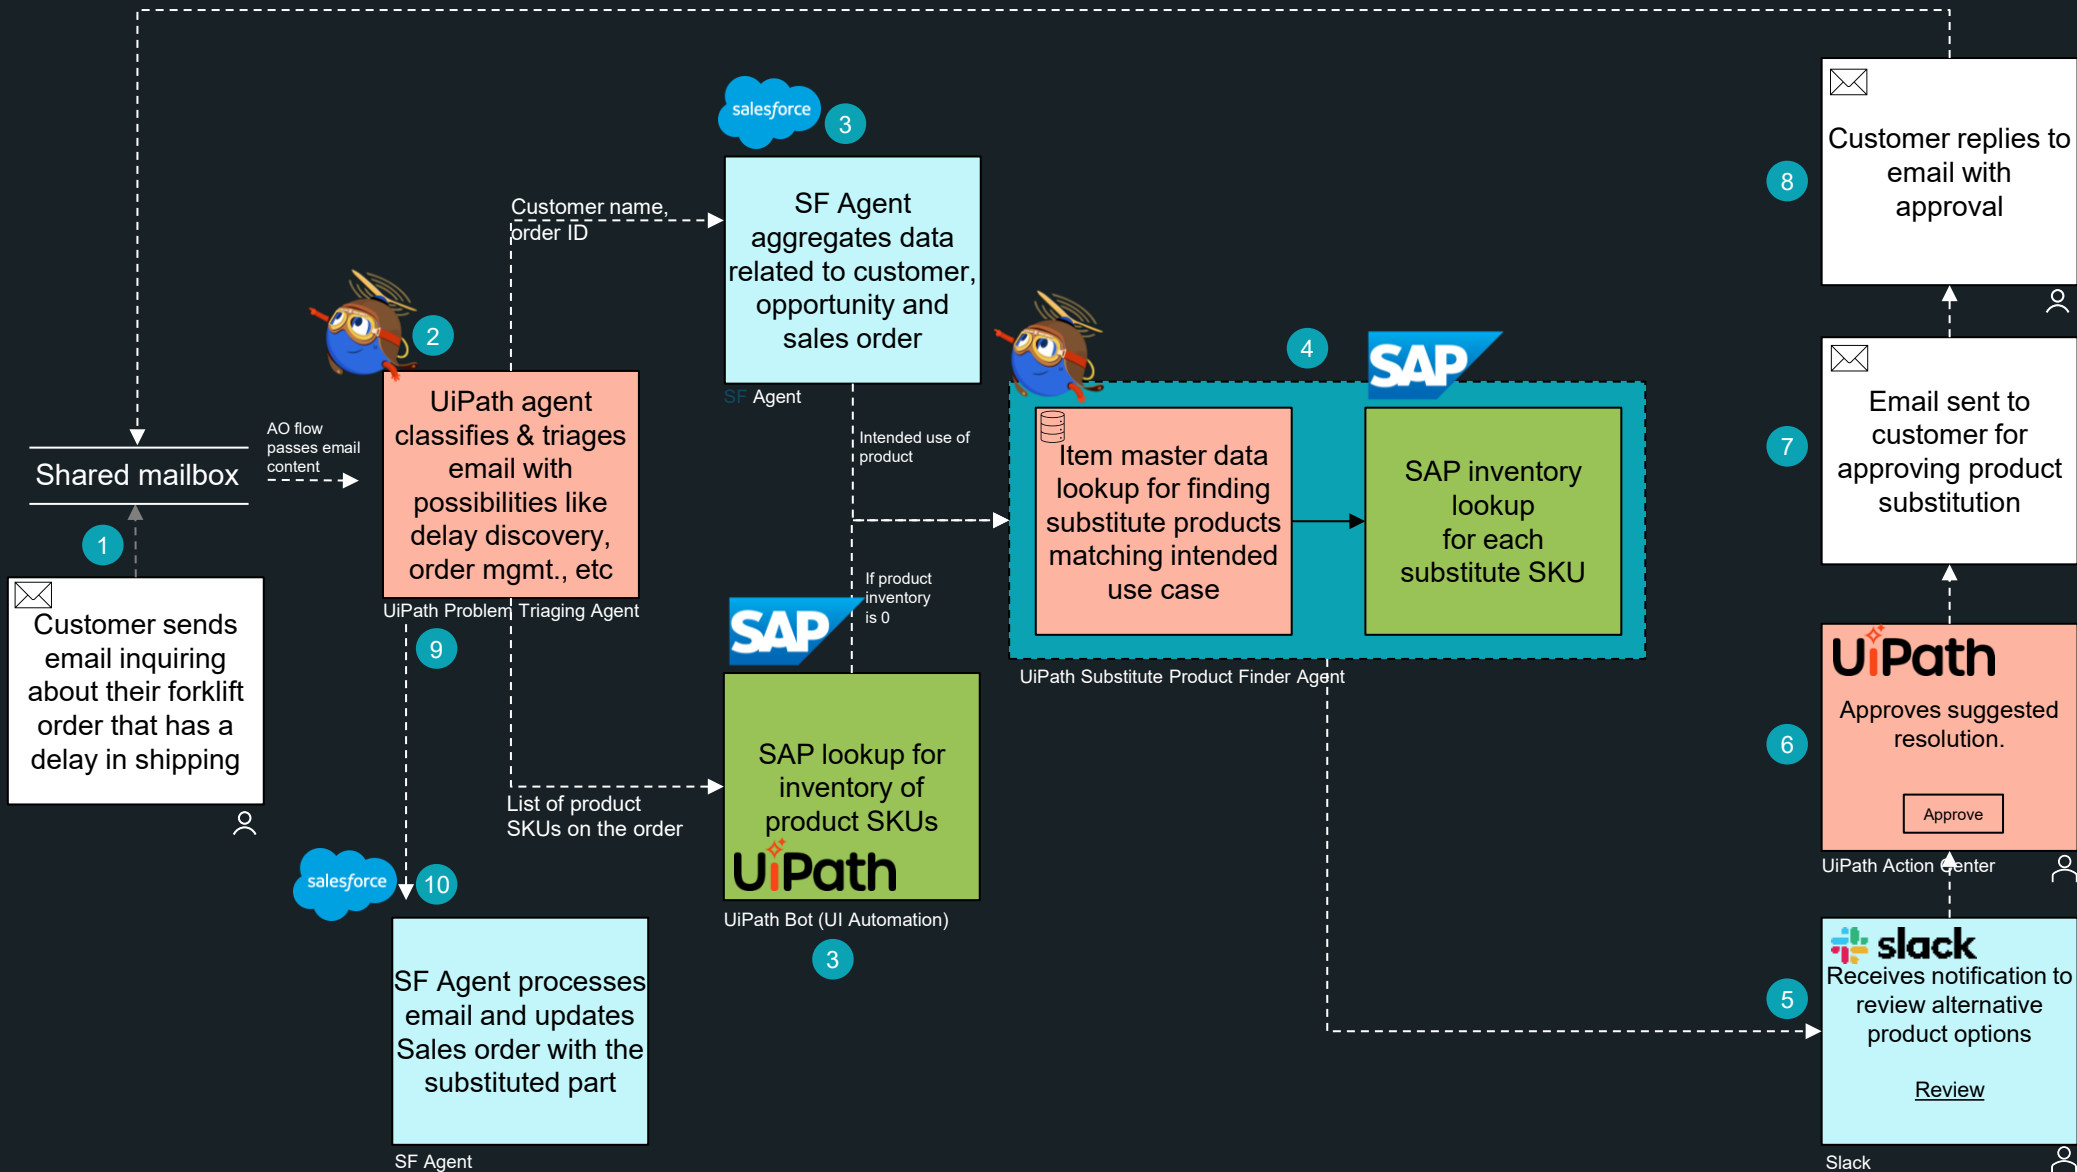 salesforce
3
SF Agent
aggregates data
related to customer,
opportunity and
sales order
SF Agent
Customer name,
order ID
2
UiPath agent
classifies & triages
email with
possibilities like
delay discovery,
order mgmt., etc
UiPath Problem Triaging Agent
AO flow
passes email
content
Shared mailbox
1
Customer sends
email inquiring
about their forklift
order that has a
delay in shipping
9
List of product
SKUs on the order
salesforce
10
SF Agent processes
email and updates
Sales order with the
substituted part
SF Agent
Intended use of
product
If product
inventory
is 0
SAP
SAP lookup for
inventory of
product SKUs
UiPath
UiPath Bot (UI Automation)
3
4
SAP
Item master data
lookup for finding
substitute products
matching intended
use case
SAP inventory
lookup
for each
substitute SKU
UiPath Substitute Product Finder Agent
8
Customer replies to
email with
approval
7
Email sent to
customer for
approving product
substitution
6
UiPath
Approves suggested
resolution.
Approve
UiPath Action Center
5
slack
Receives notification to
review alternative
product options
Review
Slack